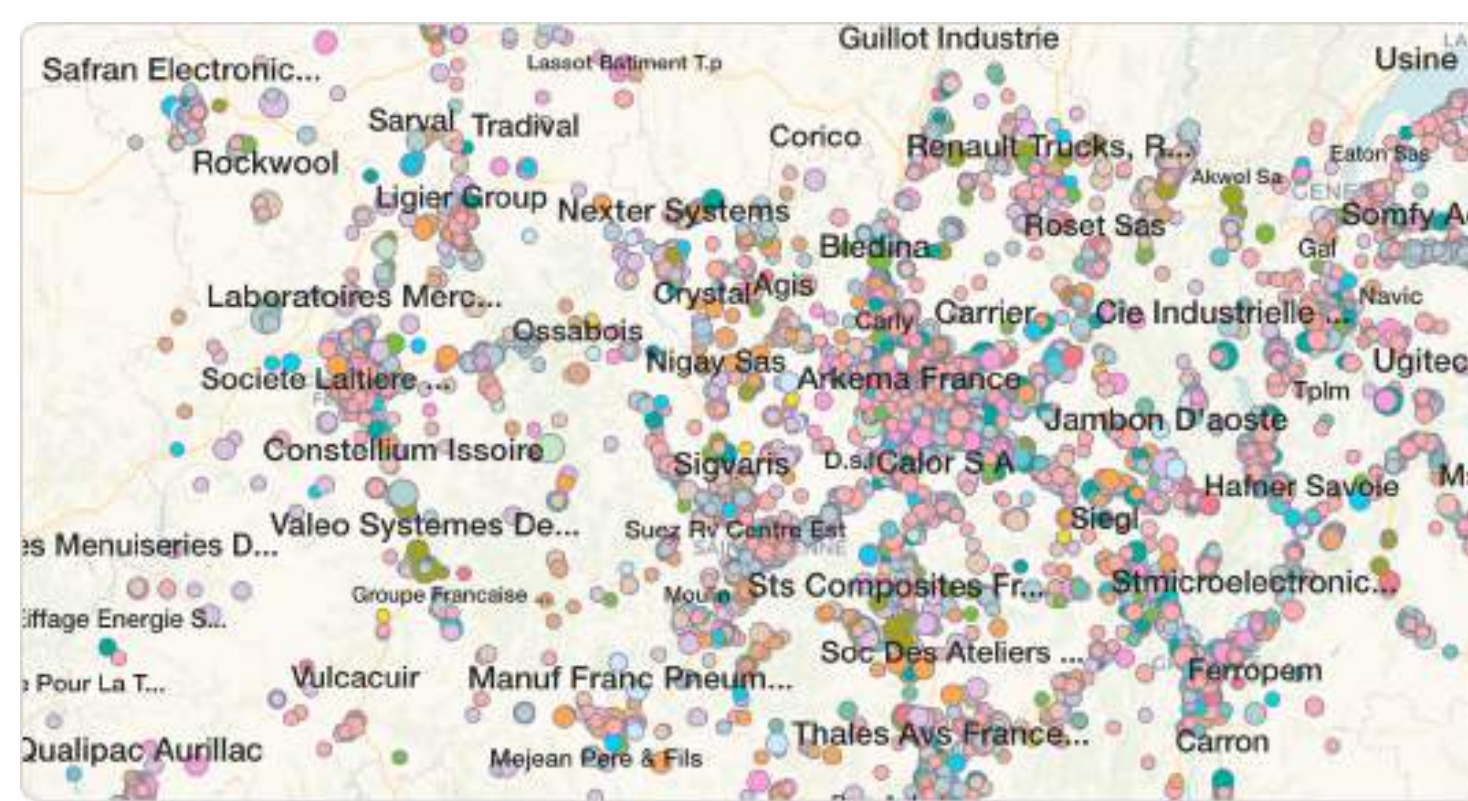 Guillot Industrie
LA
Usine
Lassot Batiment T.p
Safran Electronic...
Sarval
Tradival
Corico
Renault Trucks, R...
Eaton Sas
Rockwool
Akwel Sa
GENE
Ligier Group
Nexter Systems
Roset Sas
Somfy A
Bledina
Gal
Laboratoires Merc...
Crystal
Agis
Navic
Carly
Carrier
Cie Industrielle ...
Ossabois
Nigay Sas
Ugitec
Societe Laitiere ...
Arkema France
Tplm
Jambon D'aoste
Constellium Issoire
Sigvaris
D.s.
Calor S A
Hafner Savoie
Valeo Systemes De...
Suez Rv Centre Est
Siegl
es Menuiseries D...
Sts Composites Fr...
Stmicroelectronic...
Groupe Francaise ...
Moulin
iffage Energie S...
Soc Des Ateliers ...
Ferropem
Pour La T...
Vulcacuir
Manuf Franc Pneum...
Thales Avs France...
Carron
Qualipac Aurillac
Mejean Pere & Fils